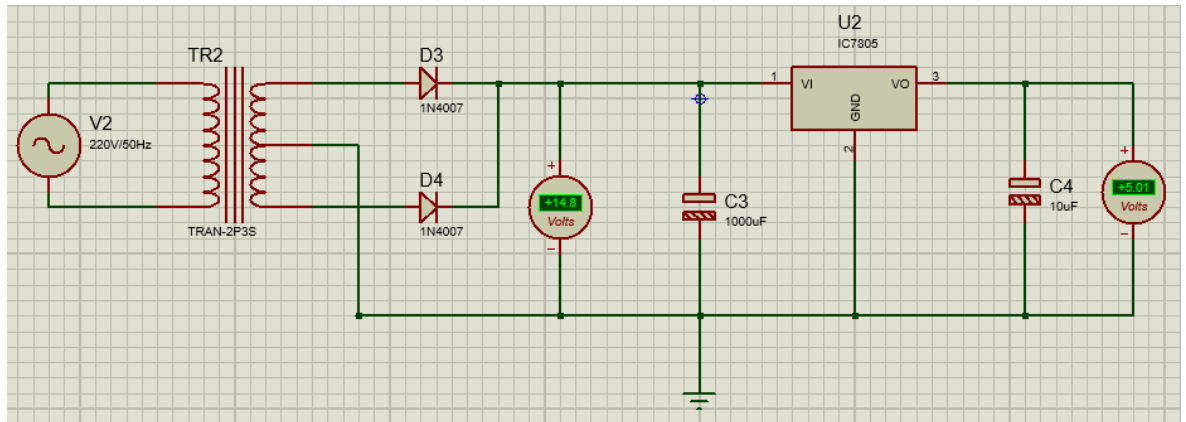 TR2
TRAN-2P3S
V2
220V/50Hz
D3
1N4007
D4
1N4007
+
+14.8
Volts
−
C3
1000uF
U2
IC7805
1
VI
VO
3
GND
2
C4
10uF
+
+5.01
Volts
−